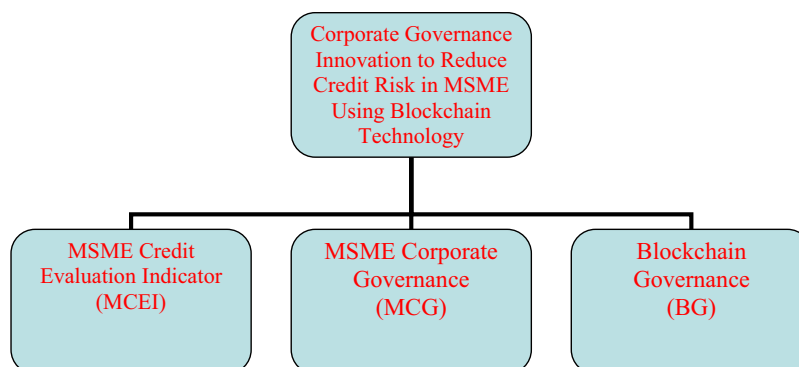 Corporate Governance
Innovation to Reduce
Credit Risk in MSME
Using Blockchain
Technology
MSME Credit
Evaluation Indicator
(MCEI)
MSME Corporate
Governance
(MCG)
Blockchain
Governance
(BG)